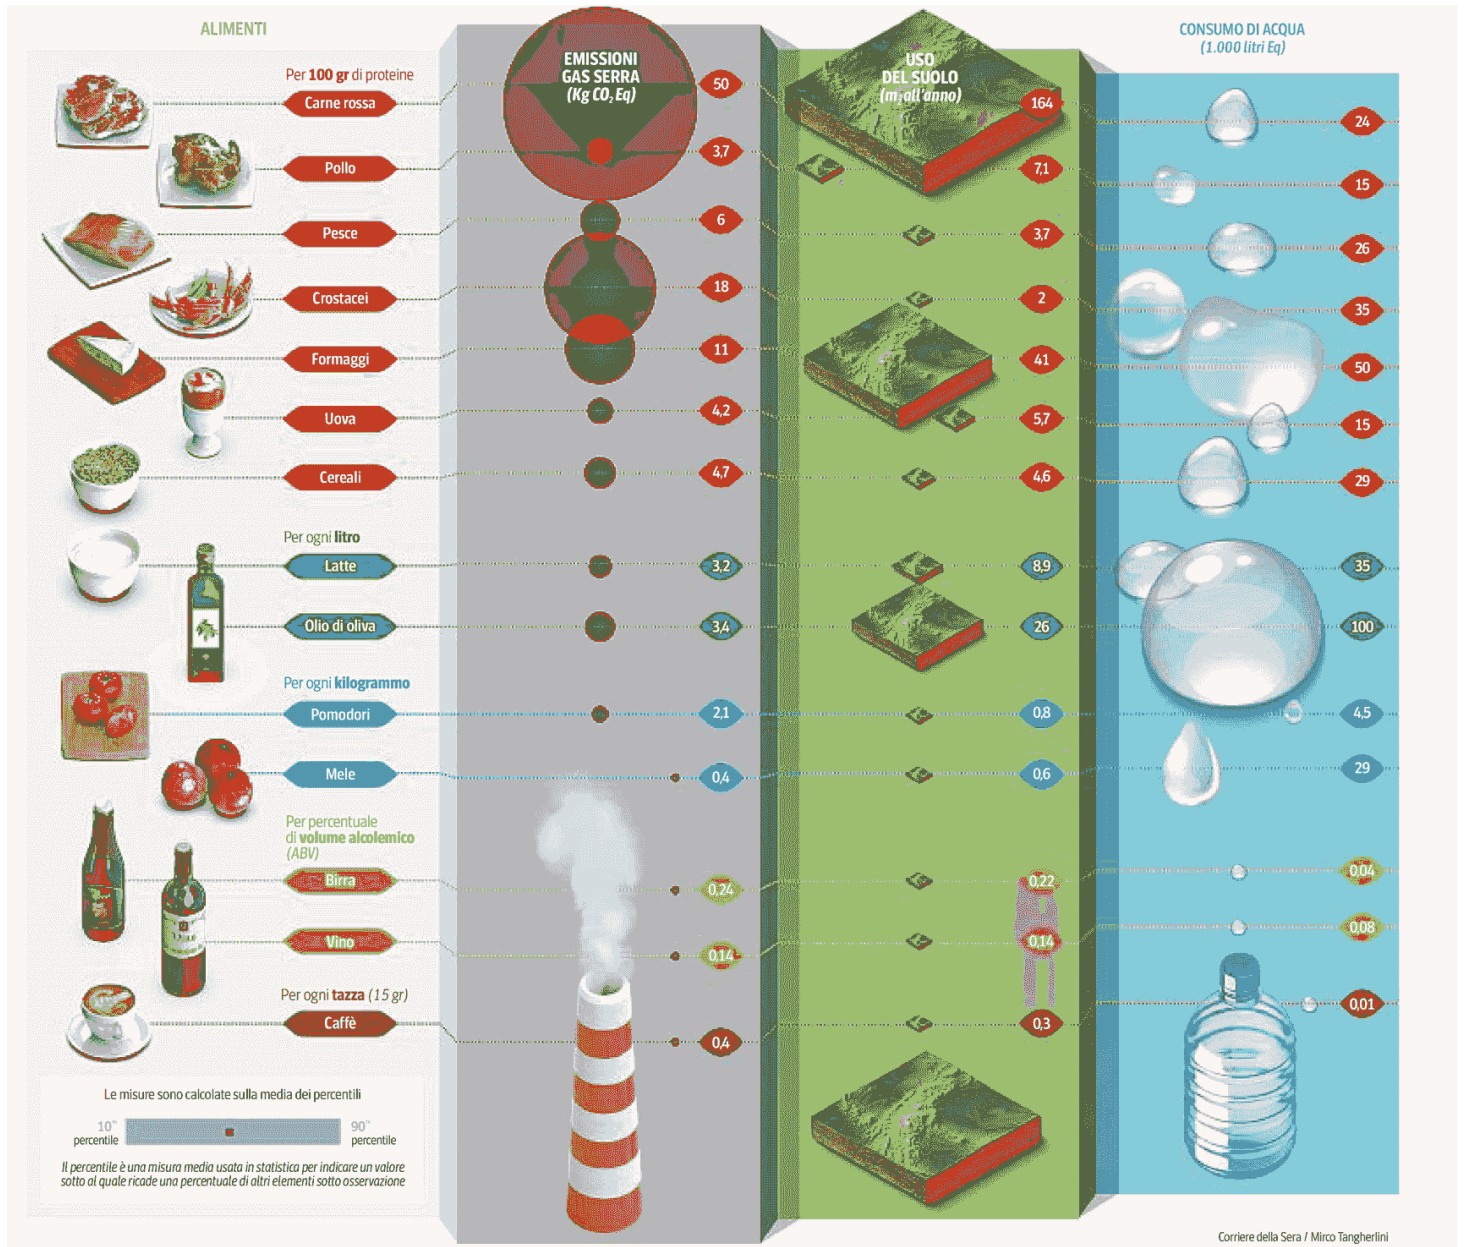 ALIMENTI
EMISSIONI
GAS SERRA
(Kg CO₂ Eq)
USO
DEL SUOLO
(m₂ all'anno)
CONSUMO DI ACQUA
(1.000 litri Eq)
Per 100 gr di proteine
Carne rossa 50 164 24
Pollo 3,7 7,1 15
Pesce 6 3,7 26
Crostacei 18 2 35
Formaggi 11 41 50
Uova 4,2 5,7 15
Cereali 4,7 4,6 29
Per ogni litro
Latte 3,2 8,9 35
Olio di oliva 3,4 26 100
Per ogni kilogrammo
Pomodori 2,1 0,8 4,5
Mele 0,4 0,6 29
Per percentuale
di volume alcolemico
(ABV)
Birra 0,24 0,22 0,04
Vino 0,14 0,14 0,08
Per ogni tazza (15 gr)
Caffè 0,4 0,3 0,01
Le misure sono calcolate sulla media dei percentili
10™ percentile
90™ percentile
Il percentile è una misura media usata in statistica per indicare un valore
sotto al quale ricade una percentuale di altri elementi sotto osservazione
Corriere della Sera / Mirco Tangherlini